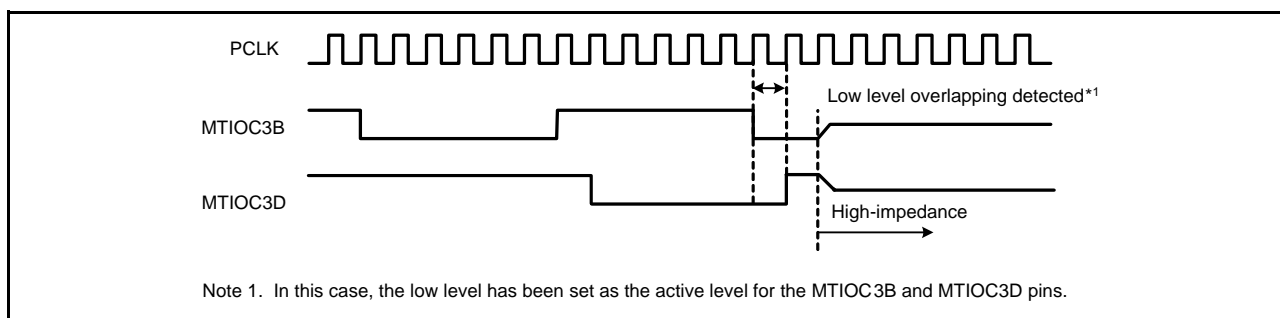 PCLK
Low level overlapping detected*1
MTIOC3B
MTIOC3D
High-impedance
Note 1. In this case, the low level has been set as the active level for the MTIOC3B and MTIOC3D pins.